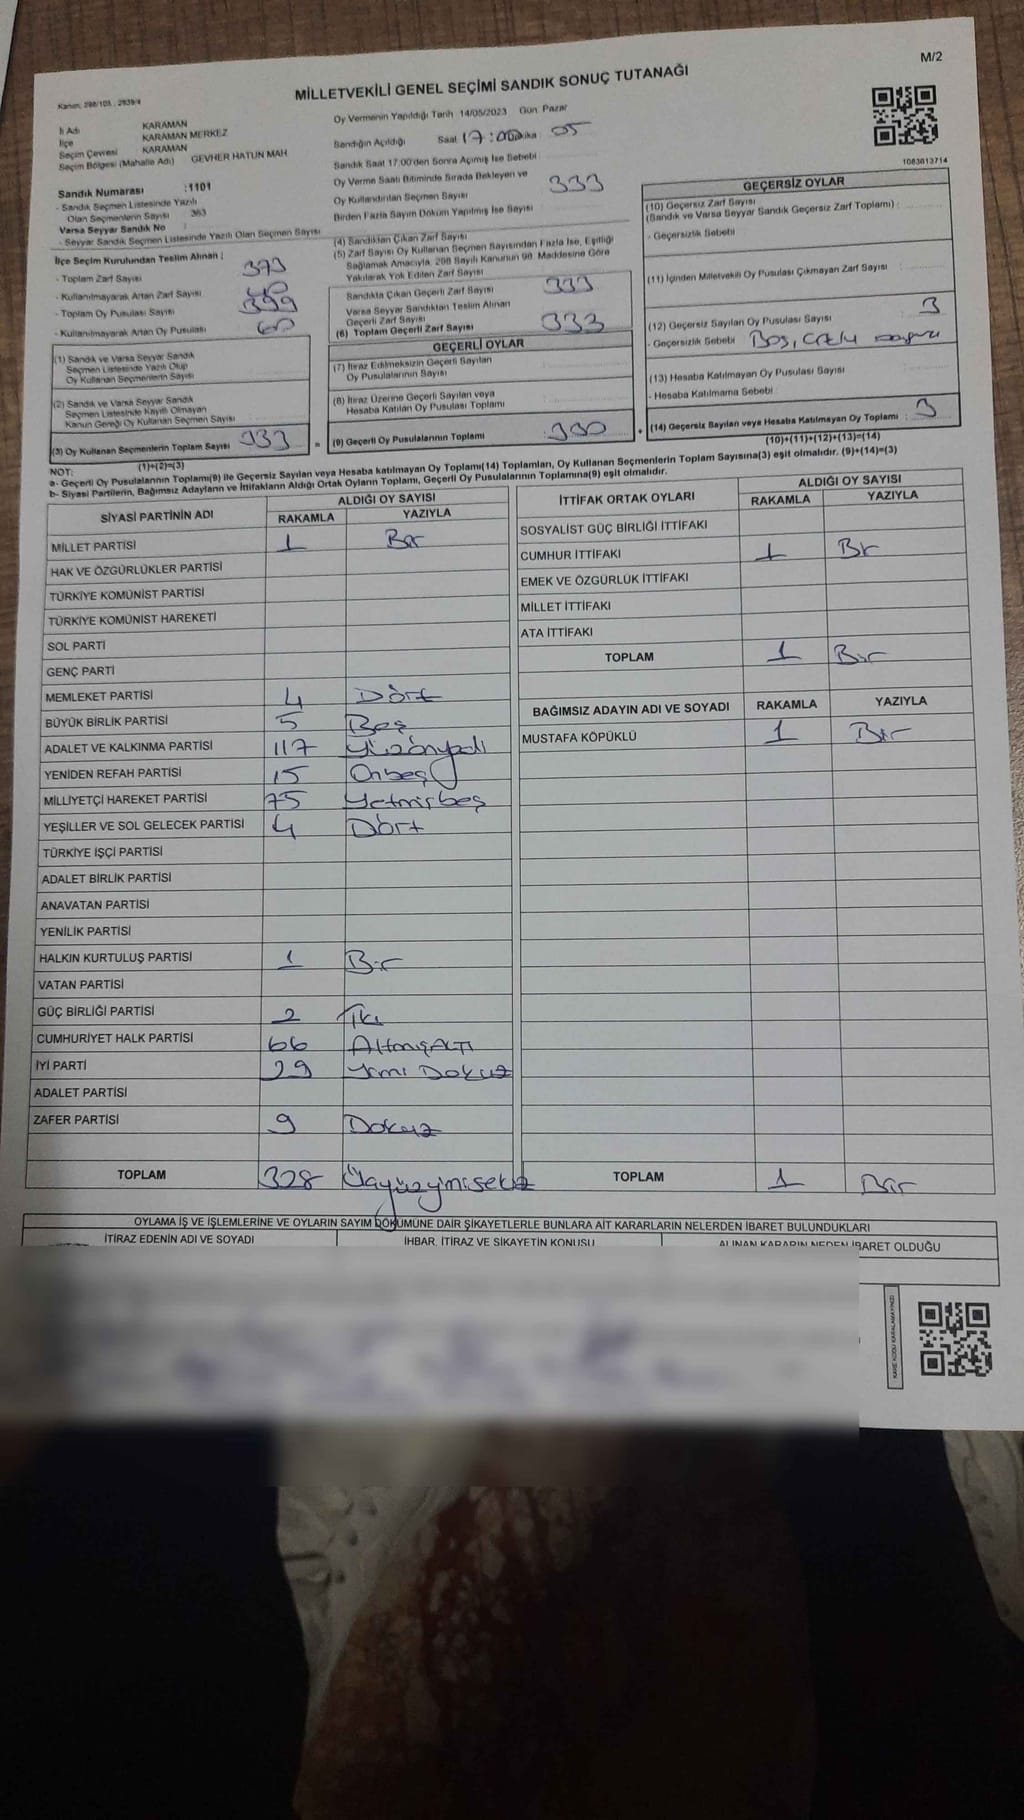 M/2
MİLLETVEKİLİ GENEL SEÇİMİ SANDIK SONUÇ TUTANAĞI
Kanun: 298/103, 2839/4
İl Adı KARAMAN
İlçe KARAMAN MERKEZ
Seçim Çevresi KARAMAN
Seçim Bölgesi (Mahalle Adı) GEVHER HATUN MAH
Sandık Numarası :1101
- Sandık Seçmen Listesinde Yazılı
Olan Seçmenlerin Sayısı 363
Varsa Seyyar Sandık No :
- Seyyar Sandık Seçmen Listesinde Yazılı Olan Seçmen Sayısı
İlçe Seçim Kurulundan Teslim Alınan :
- Toplam Zarf Sayısı 373
- Kullanılmayarak Artan Zarf Sayısı 40
- Toplam Oy Pusulası Sayısı
- Kullanılmayarak Artan Oy Pusulası
(1) Sandık ve Varsa Seyyar Sandık
Seçmen Listesinde Yazılı Olup
Oy Kullanan Seçmenlerin Sayısı
(2) Sandık ve Varsa Seyyar Sandık
Seçmen Listesinde Kayıtlı Olmayan
Kanun Gereği Oy Kullanan Seçmen Sayısı :
(3) Oy Kullanan Seçmenlerin Toplam Sayısı 333
(1)+(2)=(3)
Oy Vermenin Yapıldığı Tarih 14/05/2023 Gün Pazar
Sandığın Açıldığı Saat 17:00 Dakika : 05
Sandık Saat 17:00'den Sonra Açımış İse Sebebi
Oy Verme Saati Bitiminde Sırada Bekleyen ve
Oy Kullandırılan Seçmen Sayısı 333
Birden Fazla Sayım Döküm Yapılmış İse Sayısı
(4) Sandıktan Çıkan Zarf Sayısı
(5) Zarf Sayısı Oy Kullanan Seçmen Sayısından Fazla İse, Eşitliği
Sağlamak Amacıyla, 298 Sayılı Kanunun 98. Maddesine Göre
Yakılarak Yok Edilen Zarf Sayısı
Sandıkta Çıkan Geçerli Zarf Sayısı 333
Varsa Seyyar Sandıktan Teslim Alınan
Geçerli Zarf Sayısı
(6) Toplam Geçerli Zarf Sayısı 333
GEÇERLİ OYLAR
(7) İtiraz Edilmeksizin Geçerli Sayılan
Oy Pusulalarının Sayısı
(8) İtiraz Üzerine Geçerli Sayılan veya
Hesaba Katılan Oy Pusulası Toplamı
= (9) Geçerli Oy Pusulalarının Toplamı : 330 +
1083813714
GEÇERSİZ OYLAR
(10) Geçersiz Zarf Sayısı
(Sandık ve Varsa Seyyar Sandık Geçersiz Zarf Toplamı) :
- Geçersizlik Sebebi
(11) İçinden Milletvekili Oy Pusulası Çıkmayan Zarf Sayısı
(12) Geçersiz Sayılan Oy Pusulası Sayısı 3
- Geçersizlik Sebebi Boş,
(13) Hesaba Katılmayan Oy Pusulası Sayısı
- Hesaba Katılmama Sebebi
(14) Geçersiz Sayılan veya Hesaba Katılmayan Oy Toplamı : 3
(10)+(11)+(12)+(13)=(14)
NOT:
a- Geçerli Oy Pusulalarının Toplamı(9) ile Geçersiz Sayılan veya Hesaba katılmayan Oy Toplamı(14) Toplamları, Oy Kullanan Seçmenlerin Toplam Sayısına(3) eşit olmalıdır. (9)+(14)=(3)
b- Siyasi Partilerin, Bağımsız Adayların ve İttifakların Aldığı Ortak Oyların Toplamı, Geçerli Oy Pusulalarının Toplamına(9) eşit olmalıdır.
SİYASİ PARTİNİN ADI ALDIĞI OY SAYISI
RAKAMLA YAZIYLA
MİLLET PARTİSİ 1 Bir
HAK VE ÖZGÜRLÜKLER PARTİSİ
TÜRKİYE KOMÜNİST PARTİSİ
TÜRKİYE KOMÜNİST HAREKETİ
SOL PARTİ
GENÇ PARTİ
MEMLEKET PARTİSİ 4 Dört
BÜYÜK BİRLİK PARTİSİ 5 Beş
ADALET VE KALKINMA PARTİSİ 117 Yüzonyedi
YENİDEN REFAH PARTİSİ 15 Onbeş
MİLLİYETÇİ HAREKET PARTİSİ 75 Yetmişbeş
YEŞİLLER VE SOL GELECEK PARTİSİ 4 Dört
TÜRKİYE İŞÇİ PARTİSİ
ADALET BİRLİK PARTİSİ
ANAVATAN PARTİSİ
YENİLİK PARTİSİ
HALKIN KURTULUŞ PARTİSİ 1 Bir
VATAN PARTİSİ
GÜÇ BİRLİĞİ PARTİSİ 2 İki
CUMHURİYET HALK PARTİSİ 66 AltmışALTI
İYİ PARTİ 29 Yirmi Dokuz
ADALET PARTİSİ
ZAFER PARTİSİ 9 Dokuz
TOPLAM 328 Üçyüzyirmisekiz
İTTİFAK ORTAK OYLARI ALDIĞI OY SAYISI
RAKAMLA YAZIYLA
SOSYALİST GÜÇ BİRLİĞİ İTTİFAKI
CUMHUR İTTİFAKI 1 Bir
EMEK VE ÖZGÜRLÜK İTTİFAKI
MİLLET İTTİFAKI
ATA İTTİFAKI
TOPLAM 1 Bir
BAĞIMSIZ ADAYIN ADI VE SOYADI RAKAMLA YAZIYLA
MUSTAFA KÖPÜKLÜ 1 Bir
TOPLAM 1 Bir
OYLAMA İŞ VE İŞLEMLERİNE VE OYLARIN SAYIM DÖKÜMÜNE DAİR ŞİKAYETLERLE BUNLARA AİT KARARLARIN NELERDEN İBARET BULUNDUKLARI
İTİRAZ EDENİN ADI VE SOYADI İHBAR, İTİRAZ VE ŞİKAYETİN KONUSU ALINAN KARARIN NEDEN İBARET OLDUĞU